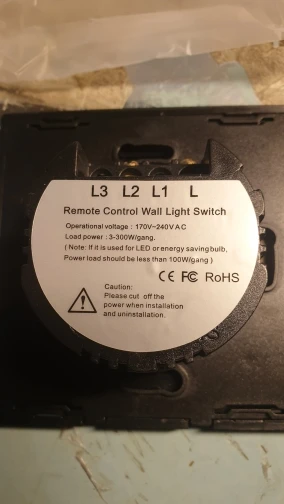 L3 L2 L1 L
Remote Control Wall Light Switch
Operational voltage : 170V~240V AC
Load power : 3-300W/gang.
( Note: If it is used for LED or energy saving bulb,
Power load should be less than 100W/gang )
CE FC RoHS
Caution:
Please cut off the
power when installation
and uninstallation.